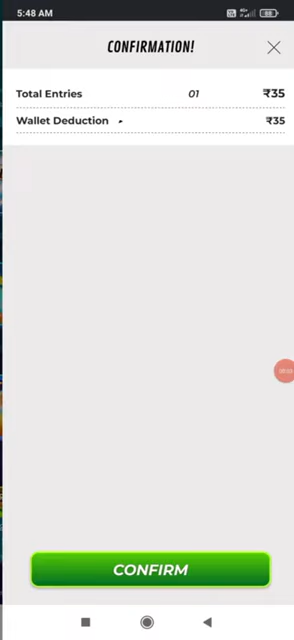 5:48 AM
CONFIRMATION!
Total Entries 01 ₹35
Wallet Deduction ₹35
CONFIRM